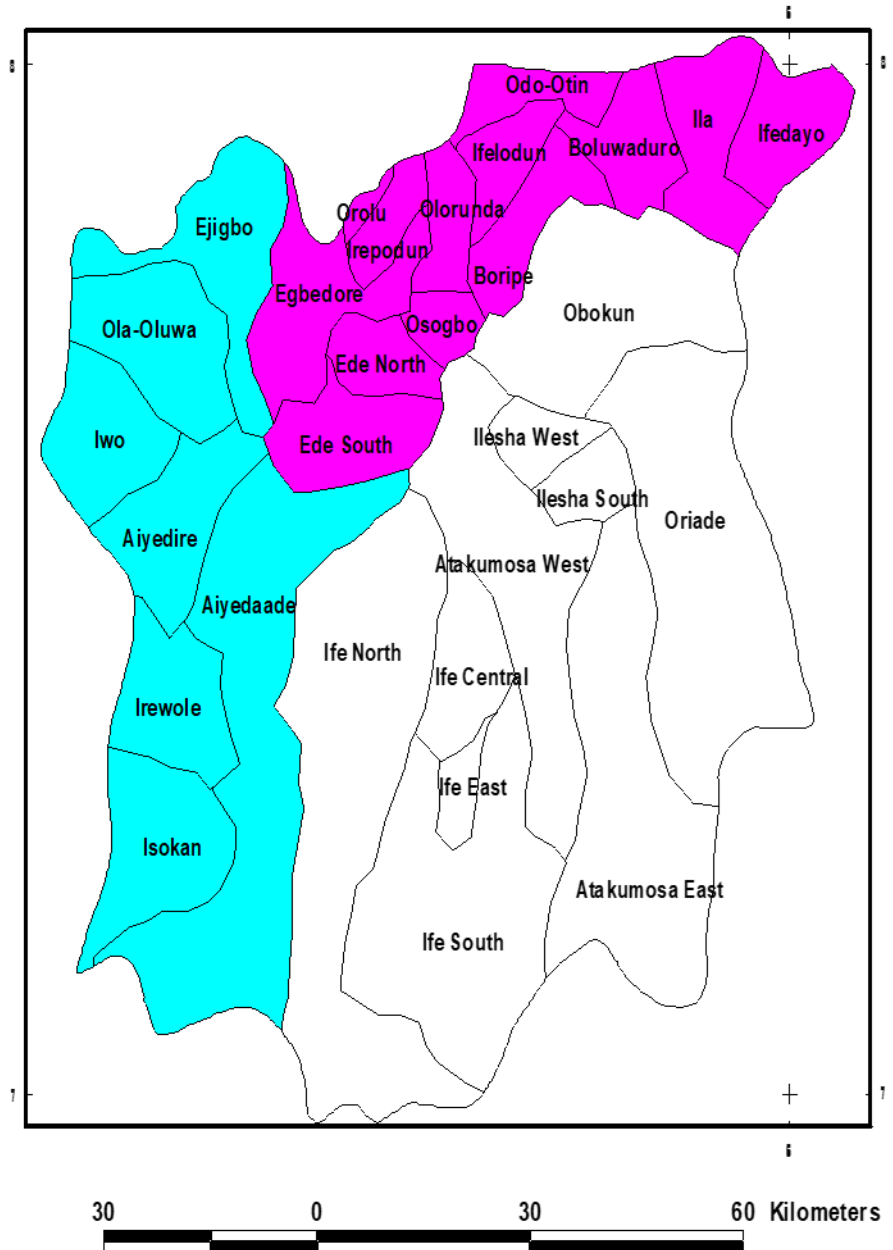 Odo-Otin
Ila
Ifedayo
Ifelodun
Boluwaduro
Orolu
Olorunda
Ejigbo
Irepodun
Boripe
Egbedore
Obokun
Ola-Oluwa
Osogbo
Ede North
Iwo
Ede South
Ilesha West
Ilesha South
Oriade
Aiyedire
Atakumosa West
Aiyedaade
Ife North
Ife Central
Irewole
Ife East
Isokan
Atakumosa East
Ife South
30 0 30 60 Kilometers